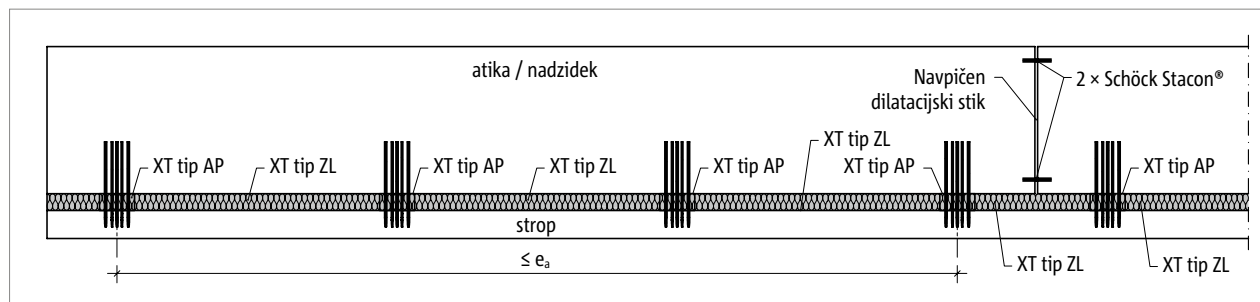 atika / nadzidek
Navpičen
dilatacijski stik
2 × Schöck Stacon®
XT tip AP
XT tip ZL
XT tip AP
XT tip ZL
XT tip AP
XT tip ZL
XT tip AP
XT tip AP
strop
≤ eₐ
XT tip ZL
XT tip ZL